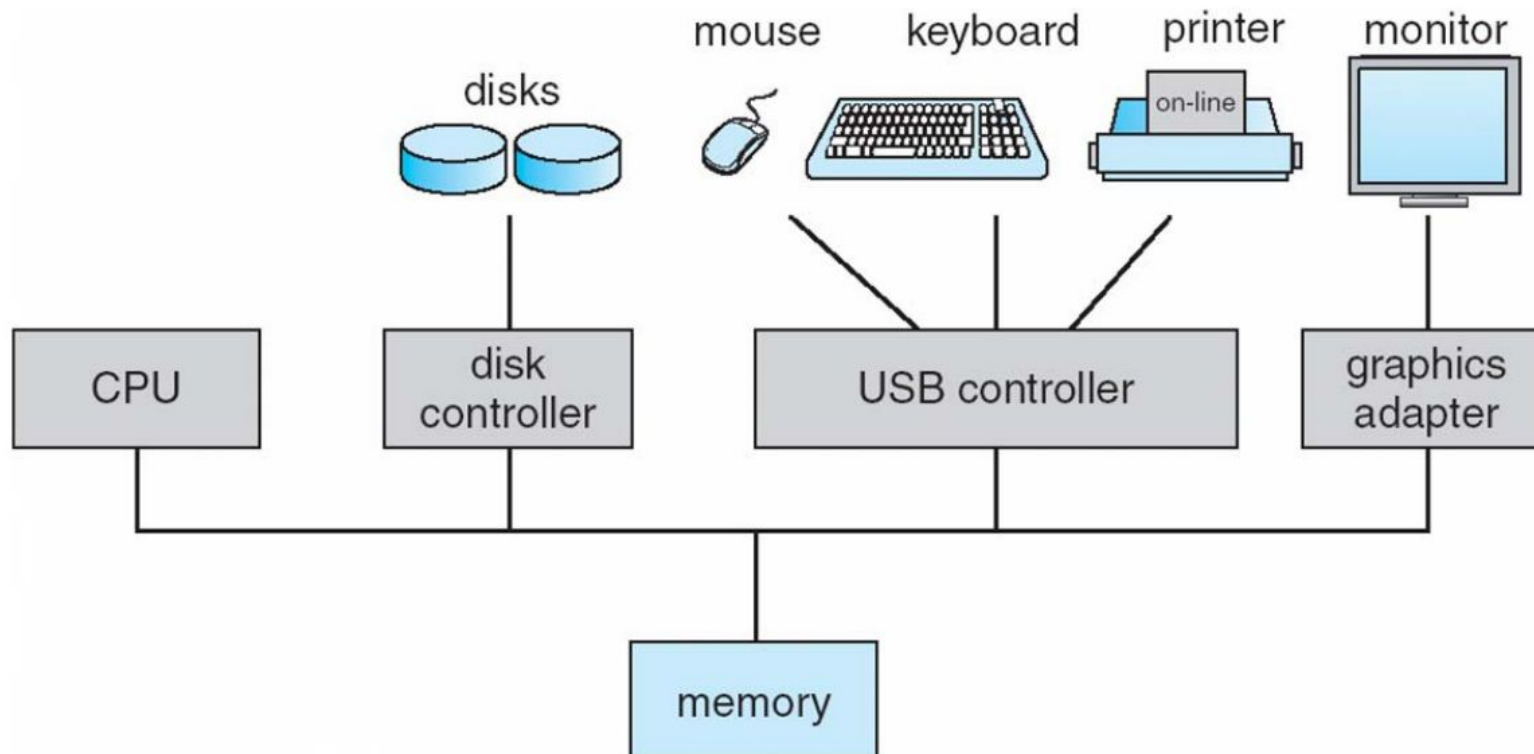 mouse
keyboard
printer
monitor
disks
on-line
CPU
disk
controller
USB controller
graphics
adapter
memory